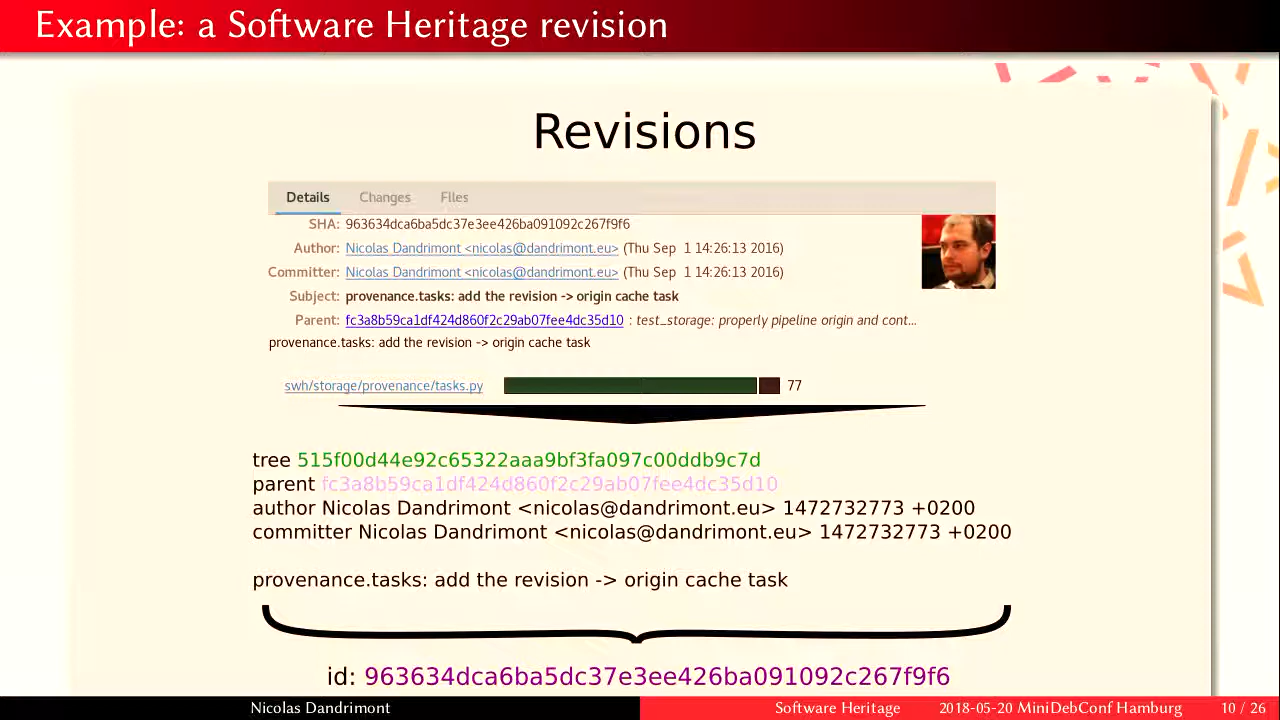 Example: a Software Heritage revision
Revisions
Details Changes Files
SHA: 963634dca6ba5dc37e3ee426ba091092c267f9f6
Author: Nicolas Dandrimont <nicolas@dandrimont.eu> (Thu Sep 1 14:26:13 2016)
Committer: Nicolas Dandrimont <nicolas@dandrimont.eu> (Thu Sep 1 14:26:13 2016)
Subject: provenance.tasks: add the revision -> origin cache task
Parent: fc3a8b59ca1df424d860f2c29ab07fee4dc35d10 : test_storage: properly pipeline origin and cont...
provenance.tasks: add the revision -> origin cache task
swh/storage/provenance/tasks.py 77
tree 515f00d44e92c65322aaa9bf3fa097c00ddb9c7d
parent fc3a8b59ca1df424d860f2c29ab07fee4dc35d10
author Nicolas Dandrimont <nicolas@dandrimont.eu> 1472732773 +0200
committer Nicolas Dandrimont <nicolas@dandrimont.eu> 1472732773 +0200
provenance.tasks: add the revision -> origin cache task
id: 963634dca6ba5dc37e3ee426ba091092c267f9f6
Nicolas Dandrimont Software Heritage 2018-05-20 MiniDebConf Hamburg 10 / 26